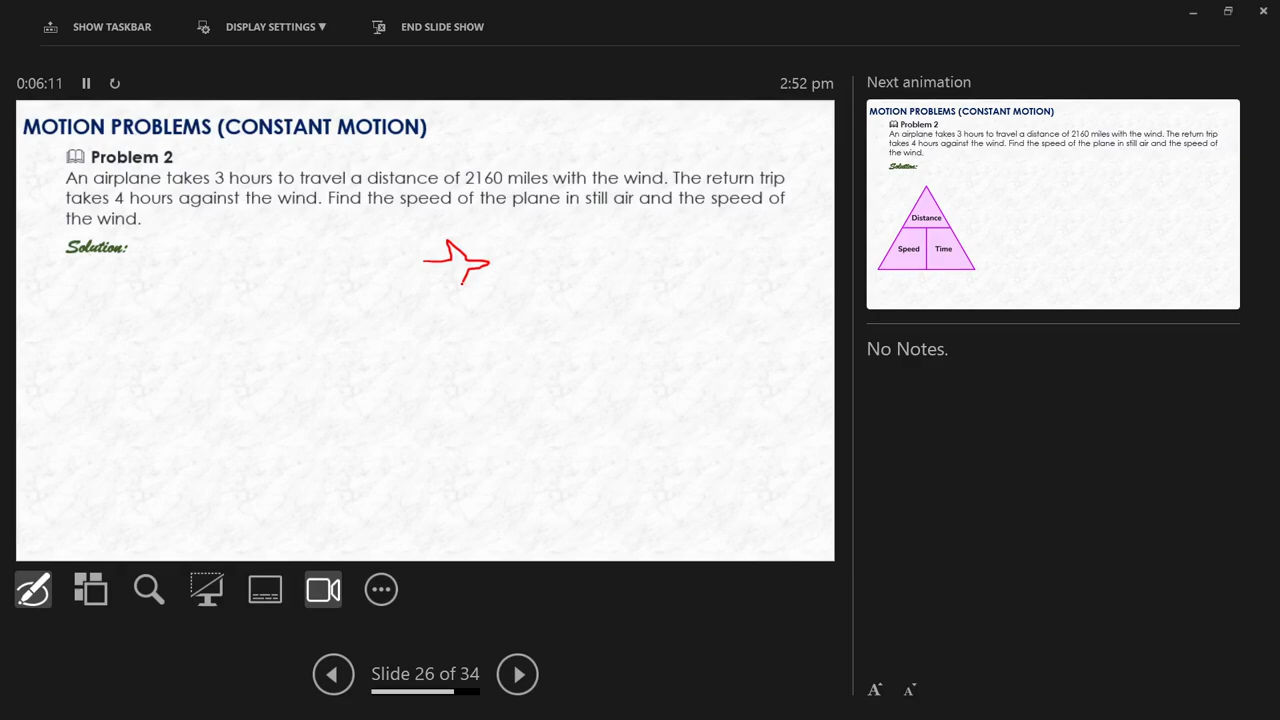 SHOW TASKBAR
DISPLAY SETTINGS ▼
END SLIDE SHOW
0:06:11
2:52 pm
MOTION PROBLEMS (CONSTANT MOTION)
Problem 2
An airplane takes 3 hours to travel a distance of 2160 miles with the wind. The return trip
takes 4 hours against the wind. Find the speed of the plane in still air and the speed of
the wind.
Solution:
Slide 26 of 34
Next animation
MOTION PROBLEMS (CONSTANT MOTION)
Problem 2
An airplane takes 3 hours to travel a distance of 2160 miles with the wind. The return trip
takes 4 hours against the wind. Find the speed of the plane in still air and the speed of
the wind.
Solution:
Distance
Speed
Time
No Notes.
A
A